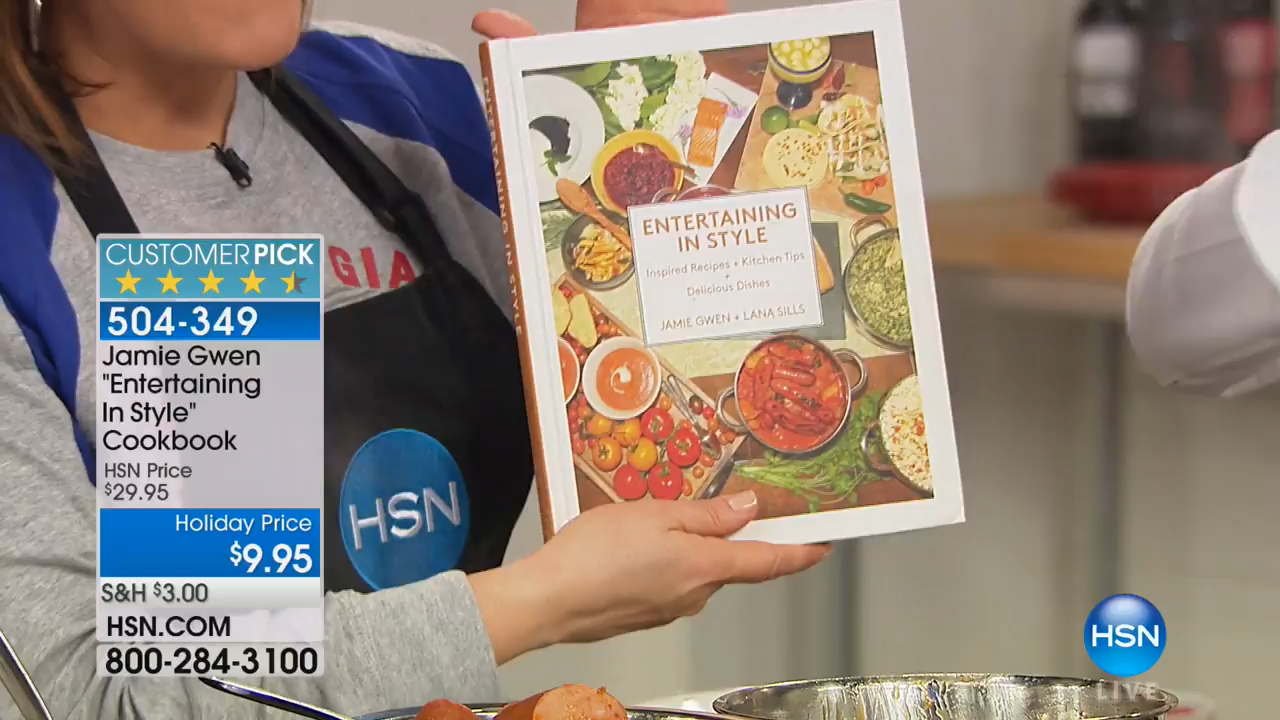 CUSTOMERPICK
504-349
Jamie Gwen
"Entertaining
In Style"
Cookbook
HSN Price
$29.95
Holiday Price
$9.95
S&H $3.00
HSN.COM
800-284-3100
GIA
HSN
ENTERTAINING IN STYLE
ENTERTAINING
IN STYLE
Inspired Recipes + Kitchen Tips
+
Delicious Dishes
JAMIE GWEN + LANA SILLS
HSN
LIVE